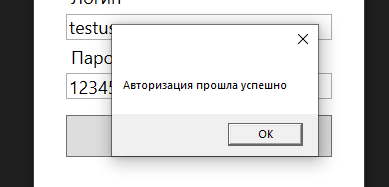 Логин
testus
Паро
Авторизация прошла успешно
12345
OK